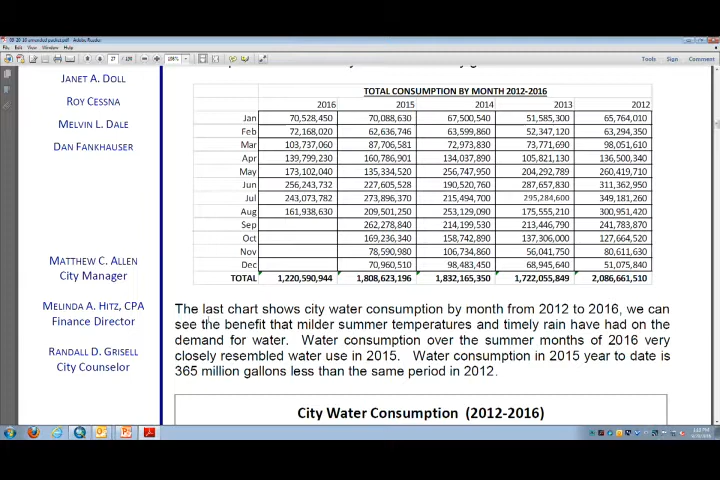 File Edit View Window Help
Tools Sign Comment
JANET A. DOLL
ROY CESSNA
MELVIN L. DALE
DAN FANKHAUSER
MATTHEW C. ALLEN
City Manager
MELINDA A. HITZ, CPA
Finance Director
RANDALL D. GRISELL
City Counselor
TOTAL CONSUMPTION BY MONTH 2012-2016
2016 2015 2014 2013 2012
Jan 70,528,450 70,088,630 67,500,540 51,585,300 65,764,010
Feb 72,168,020 62,636,746 63,599,860 52,347,120 63,294,350
Mar 103,737,060 87,706,581 72,973,830 73,771,690 98,051,610
Apr 139,799,230 160,786,901 134,037,890 105,821,130 136,500,340
May 173,102,040 135,334,520 256,747,950 204,292,789 260,419,710
Jun 256,243,732 227,605,528 190,520,760 287,657,830 311,362,950
Jul 243,073,782 273,896,370 215,494,700 295,284,600 349,181,260
Aug 161,938,630 209,501,250 253,129,090 175,555,210 300,951,420
Sep 262,278,840 214,199,530 213,446,790 241,783,870
Oct 169,236,340 158,742,890 137,306,000 127,664,520
Nov 78,590,980 106,734,860 56,041,750 80,611,630
Dec 70,960,510 98,483,450 68,945,640 51,075,840
TOTAL 1,220,590,944 1,808,623,196 1,832,165,350 1,722,055,849 2,086,661,510
The last chart shows city water consumption by month from 2012 to 2016, we can
see the benefit that milder summer temperatures and timely rain have had on the
demand for water. Water consumption over the summer months of 2016 very
closely resembled water use in 2015. Water consumption in 2015 year to date is
365 million gallons less than the same period in 2012.
City Water Consumption (2012-2016)